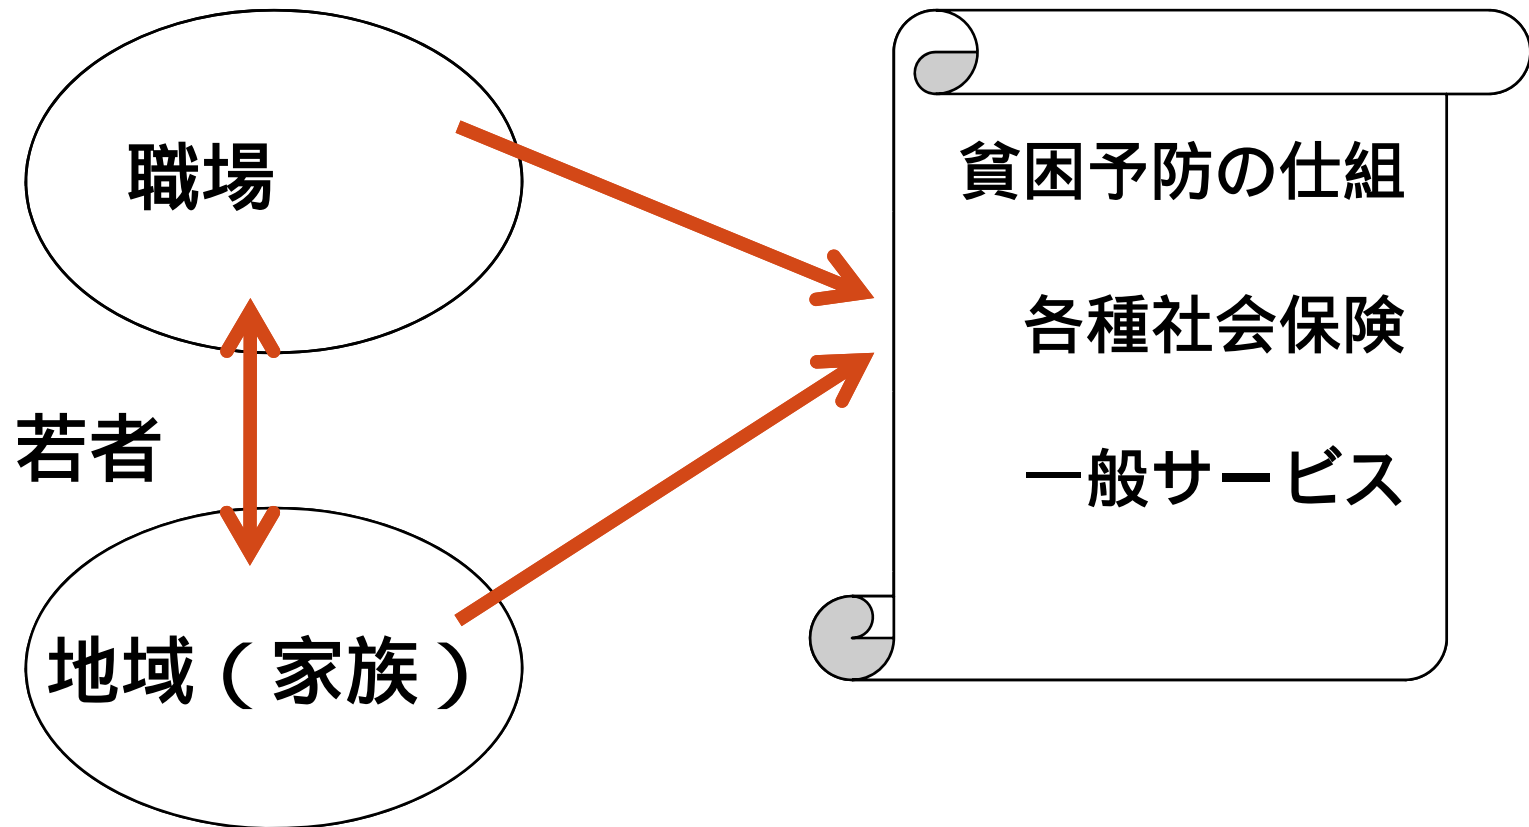 職場
若者
地域（家族）
貧困予防の仕組
各種社会保険
一般サービス